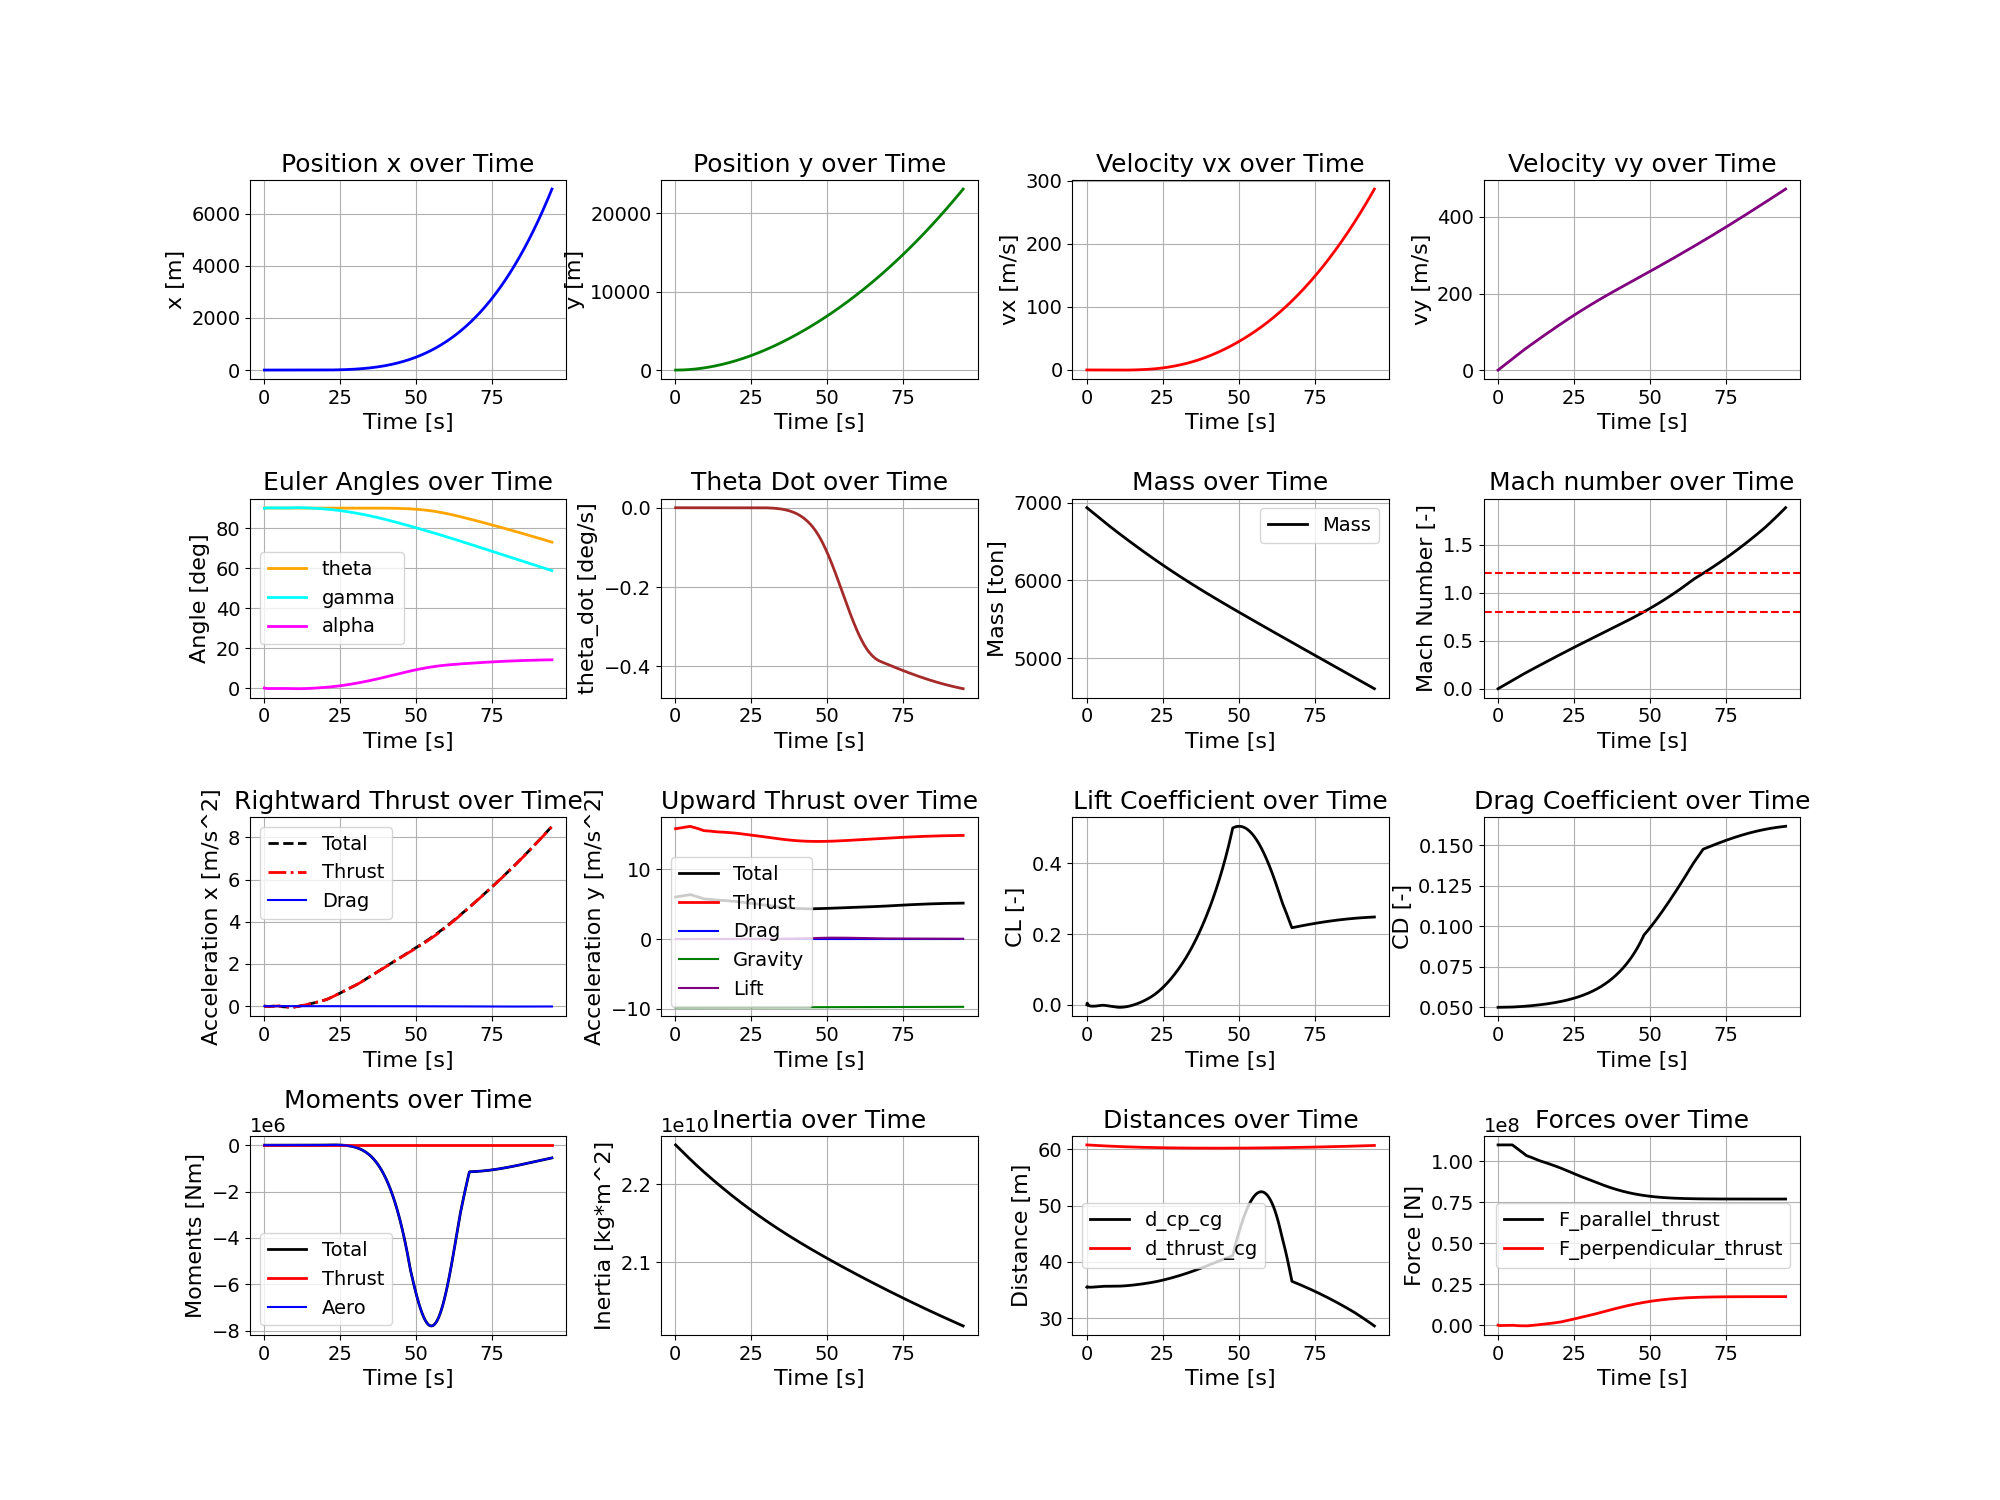 Position x over Time
x [m]
6000
4000
2000
0
0 25 50 75
Time [s]
Position y over Time
y [m]
20000
10000
0
0 25 50 75
Time [s]
Velocity vx over Time
vx [m/s]
300
200
100
0
0 25 50 75
Time [s]
Velocity vy over Time
vy [m/s]
400
200
0
0 25 50 75
Time [s]
Euler Angles over Time
Angle [deg]
80
60
40
20
0
theta
gamma
alpha
0 25 50 75
Time [s]
Theta Dot over Time
theta_dot [deg/s]
0.0
−0.2
−0.4
0 25 50 75
Time [s]
Mass over Time
Mass [ton]
7000
6000
5000
Mass
0 25 50 75
Time [s]
Mach number over Time
Mach Number [-]
1.5
1.0
0.5
0.0
0 25 50 75
Time [s]
Rightward Thrust over Time
Acceleration x [m/s^2]
8
6
4
2
0
Total
Thrust
Drag
0 25 50 75
Time [s]
Upward Thrust over Time
Acceleration y [m/s^2]
10
0
−10
Total
Thrust
Drag
Gravity
Lift
0 25 50 75
Time [s]
Lift Coefficient over Time
CL [-]
0.4
0.2
0.0
0 25 50 75
Time [s]
Drag Coefficient over Time
CD [-]
0.150
0.125
0.100
0.075
0.050
0 25 50 75
Time [s]
Moments over Time
1e6
Moments [Nm]
0
−2
−4
−6
−8
Total
Thrust
Aero
0 25 50 75
Time [s]
Inertia over Time
1e10
Inertia [kg*m^2]
2.2
2.1
0 25 50 75
Time [s]
Distances over Time
Distance [m]
60
50
40
30
d_cp_cg
d_thrust_cg
0 25 50 75
Time [s]
Forces over Time
1e8
Force [N]
1.00
0.75
0.50
0.25
0.00
F_parallel_thrust
F_perpendicular_thrust
0 25 50 75
Time [s]